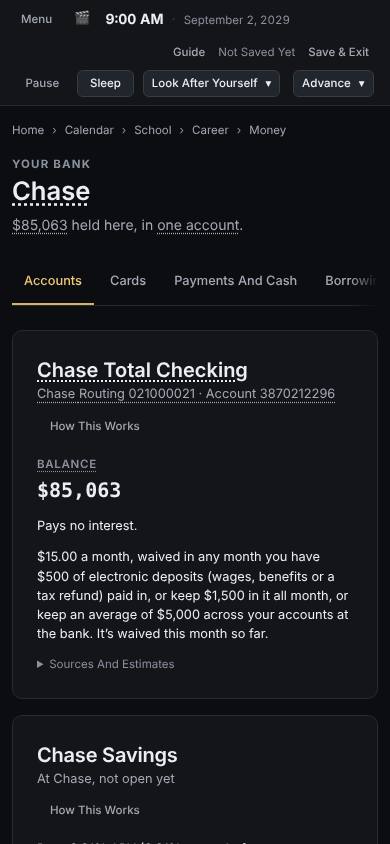 Menu 🎬 9:00 AM · September 2, 2029
Guide Not Saved Yet Save & Exit
Pause Sleep Look After Yourself ▾ Advance ▾
Home › Calendar › School › Career › Money
YOUR BANK
Chase
$85,063 held here, in one account.
Accounts Cards Payments And Cash
Chase Total Checking
Chase Routing 021000021 · Account 3870212296
How This Works
BALANCE
$85,063
Pays no interest.
$15.00 a month, waived in any month you have
$500 of electronic deposits (wages, benefits or a
tax refund) paid in, or keep $1,500 in it all month, or
keep an average of $5,000 across your accounts at
the bank. It’s waived this month so far.
▶ Sources And Estimates
Chase Savings
At Chase, not open yet
How This Works